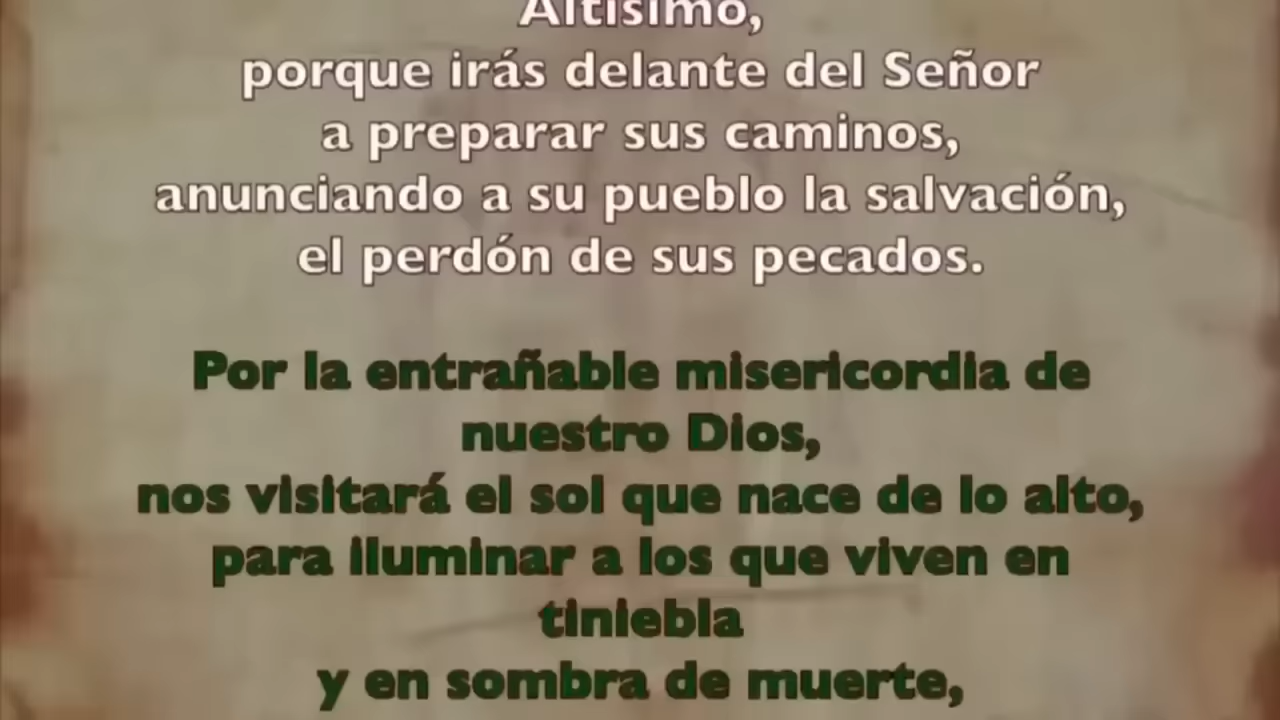 Altísimo,
porque irás delante del Señor
a preparar sus caminos,
anunciando a su pueblo la salvación,
el perdón de sus pecados.
Por la entrañable misericordia de
nuestro Dios,
nos visitará el sol que nace de lo alto,
para iluminar a los que viven en
tiniebla
y en sombra de muerte,